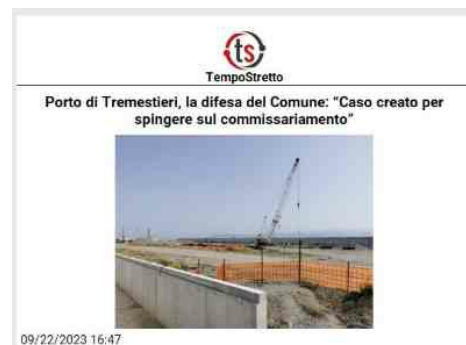 ts
TempoStretto
Porto di Tremestieri, la difesa del Comune: "Caso creato per
spingere sul commissariamento"
09/22/2023 16:47